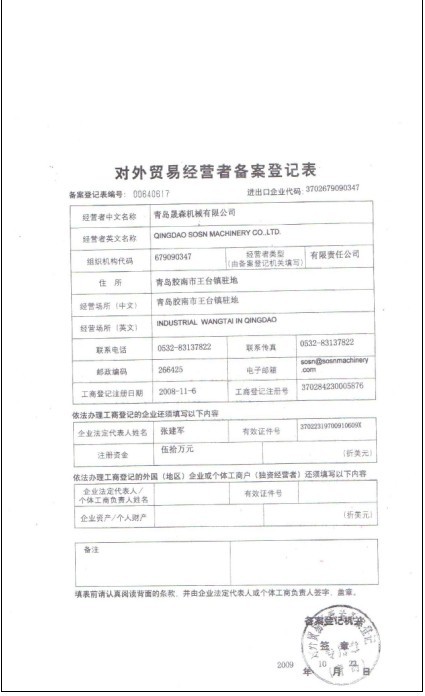 对外贸易经营者备案登记表
备案登记表编号: 00640617 进出口企业代码: 3702679090347
经营者中文名称 青岛晟森机械有限公司
经营者英文名称 QINGDAO SOSN MACHINERY CO.,LTD.
组织机构代码 679090347 经营者类型 (由备案登记机关填写) 有限责任公司
住 所 青岛胶南市王台镇驻地
经营场所(中文) 青岛胶南市王台镇驻地
经营场所(英文) INDUSTRIAL WANGTAI IN QINGDAO
联系电话 0532-83137822 联系传真 0532-83137822
邮政编码 266425 电子邮箱 sosn@sosnmachinery.com
工商登记注册日期 2008-11-6 工商登记注册号 370284230005876
依法办理工商登记的企业还须填写以下内容
企业法定代表人姓名 张建军 有效证件号
注册资金 伍拾万元 (折美元)
依法办理工商登记的外国(地区)企业或个体工商户(独资经营者)还须填写以下内容
企业法定代表人/
个体工商负责人姓名 有效证件号
企业资产/个人财产 (折美元)
备注
填表前请认真阅读背面的条款,并由企业法定代表人或个体工商负责人签字、盖章。
备案登记机关
签 章
2009 年 10 月 日